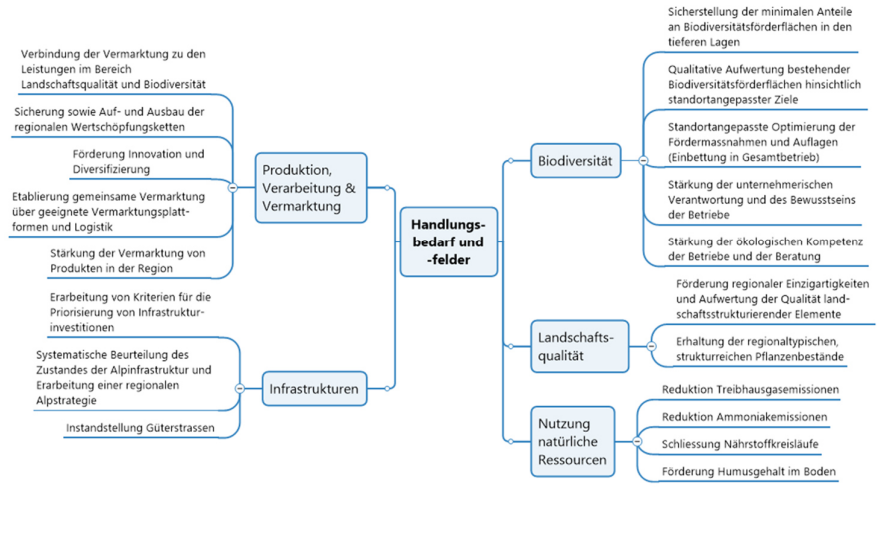 Handlungs-
bedarf und
-felder
Produktion,
Verarbeitung &
Vermarktung
Verbindung der Vermarktung zu den
Leistungen im Bereich
Landschaftsqualität und Biodiversität
Sicherung sowie Auf- und Ausbau der
regionalen Wertschöpfungsketten
Förderung Innovation und
Diversifizierung
Etablierung gemeinsame Vermarktung
über geeignete Vermarktungsplatt-
formen und Logistik
Stärkung der Vermarktung von
Produkten in der Region
Infrastrukturen
Erarbeitung von Kriterien für die
Priorisierung von Infrastruktur-
investitionen
Systematische Beurteilung des
Zustandes der Alpinfrastruktur und
Erarbeitung einer regionalen
Alpstrategie
Instandstellung Güterstrassen
Biodiversität
Sicherstellung der minimalen Anteile
an Biodiversitätsförderflächen in den
tieferen Lagen
Qualitative Aufwertung bestehender
Biodiversitätsförderflächen hinsichtlich
standortangepasster Ziele
Standortangepasste Optimierung der
Fördermassnahmen und Auflagen
(Einbettung in Gesamtbetrieb)
Stärkung der unternehmerischen
Verantwortung und des Bewusstseins
der Betriebe
Stärkung der ökologischen Kompetenz
der Betriebe und der Beratung
Landschafts-
qualität
Förderung regionaler Einzigartigkeiten
und Aufwertung der Qualität land-
schaftsstrukturierender Elemente
Erhaltung der regionaltypischen,
strukturreichen Pflanzenbestände
Nutzung
natürliche
Ressourcen
Reduktion Treibhausgasemissionen
Reduktion Ammoniakemissionen
Schliessung Nährstoffkreisläufe
Förderung Humusgehalt im Boden